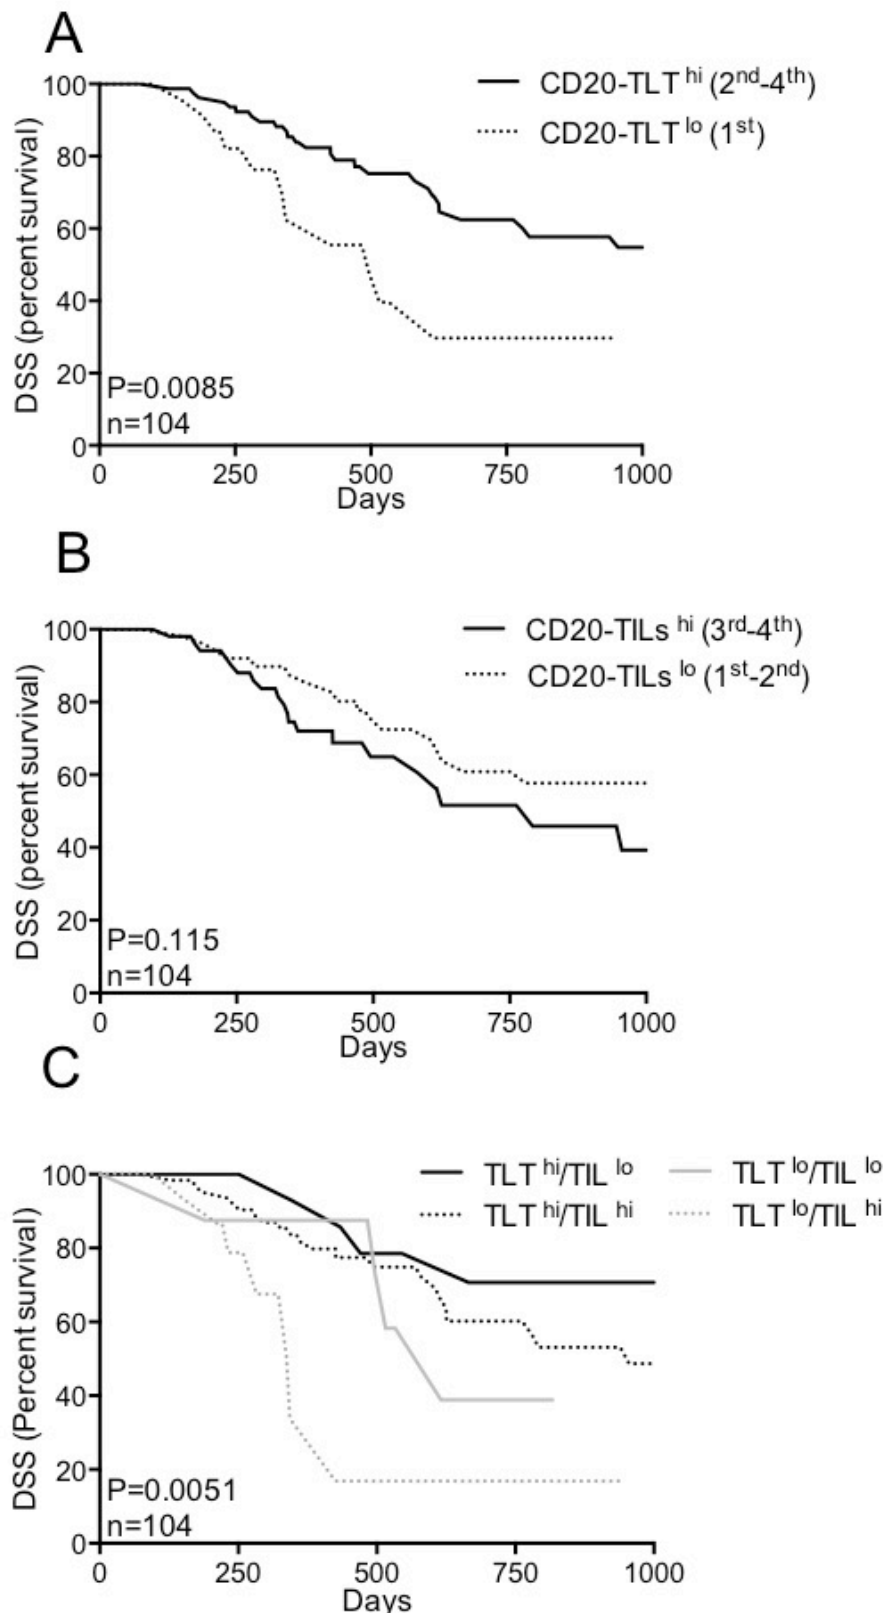 A
100
80
60
40
20
0
DSS (percent survival)
CD20-TLT hi (2nd-4th)
CD20-TLT lo (1st)
P=0.0085
n=104
0 250 500 750 1000
Days
B
100
80
60
40
20
0
DSS (percent survival)
CD20-TILs hi (3rd-4th)
CD20-TILs lo (1st-2nd)
P=0.115
n=104
0 250 500 750 1000
Days
C
100
80
60
40
20
0
DSS (Percent survival)
TLT hi/TIL lo TLT lo/TIL lo
TLT hi/TIL hi TLT lo/TIL hi
P=0.0051
n=104
0 250 500 750 1000
Days